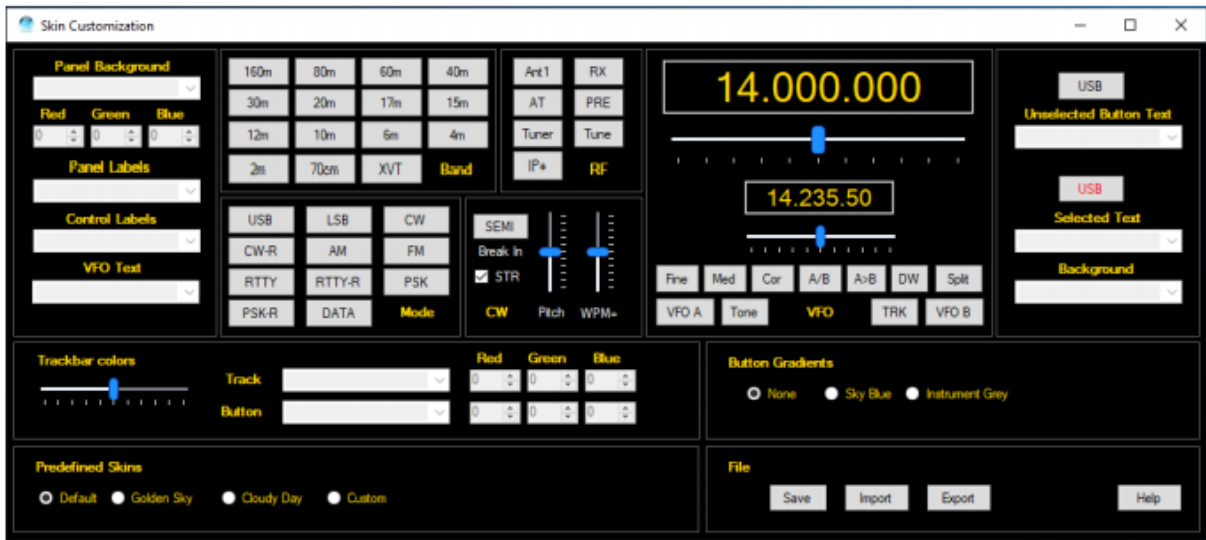 Skin Customization
Panel Background
Red Green Blue
0 0 0
Panel Labels
Control Labels
VFO Text
160m 80m 60m 40m
30m 20m 17m 15m
12m 10m 6m 4m
2m 70cm XVT Band
Ant1 RX
AT PRE
Tuner Tune
IP+ RF
USB LSB CW
CW-R AM FM
RTTY RTTY-R PSK
PSK-R DATA Mode
SEMI
Break In
STR
CW Pitch WPM=
14.000.000
14.235.50
Fine Med Cor A/B A>B DW Split
VFO A Tone VFO TRK VFO B
USB
Unselected Button Text
USB
Selected Text
Background
Trackbar colors
Red Green Blue
Track 0 0 0
Button 0 0 0
Button Gradients
None Sky Blue Instrument Grey
Predefined Skins
Default Golden Sky Cloudy Day Custom
File
Save Import Export Help